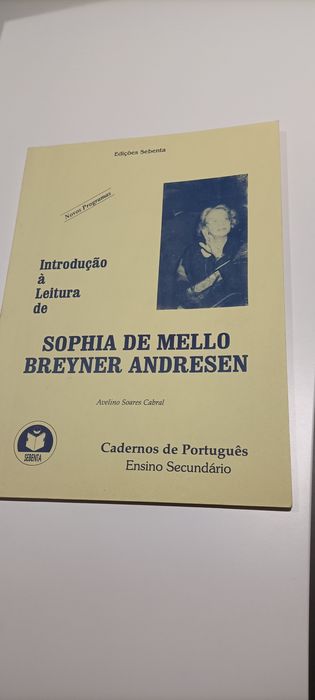 Edições Sebenta
Novos Programas
Introdução
à
Leitura
de
SOPHIA DE MELLO
BREYNER ANDRESEN
Avelino Soares Cabral
SEBENTA
Cadernos de Português
Ensino Secundário